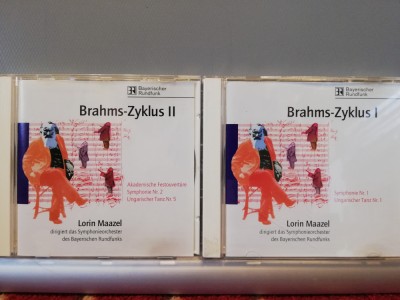 Bayerischer
Rundfunk
Brahms-Zyklus II
Akademische Festouvertüre
Symphonie Nr. 2
Ungarischer Tanz Nr. 5
Lorin Maazel
dirigiert das Symphonieorchester
des Bayerischen Rundfunks
Bayerischer
Rundfunk
Brahms-Zyklus I
Symphonie Nr. 1
Ungarischer Tanz Nr.
Lorin Maazel
dirigiert das Symphonieorchester
des Bayerischen Rundfunks